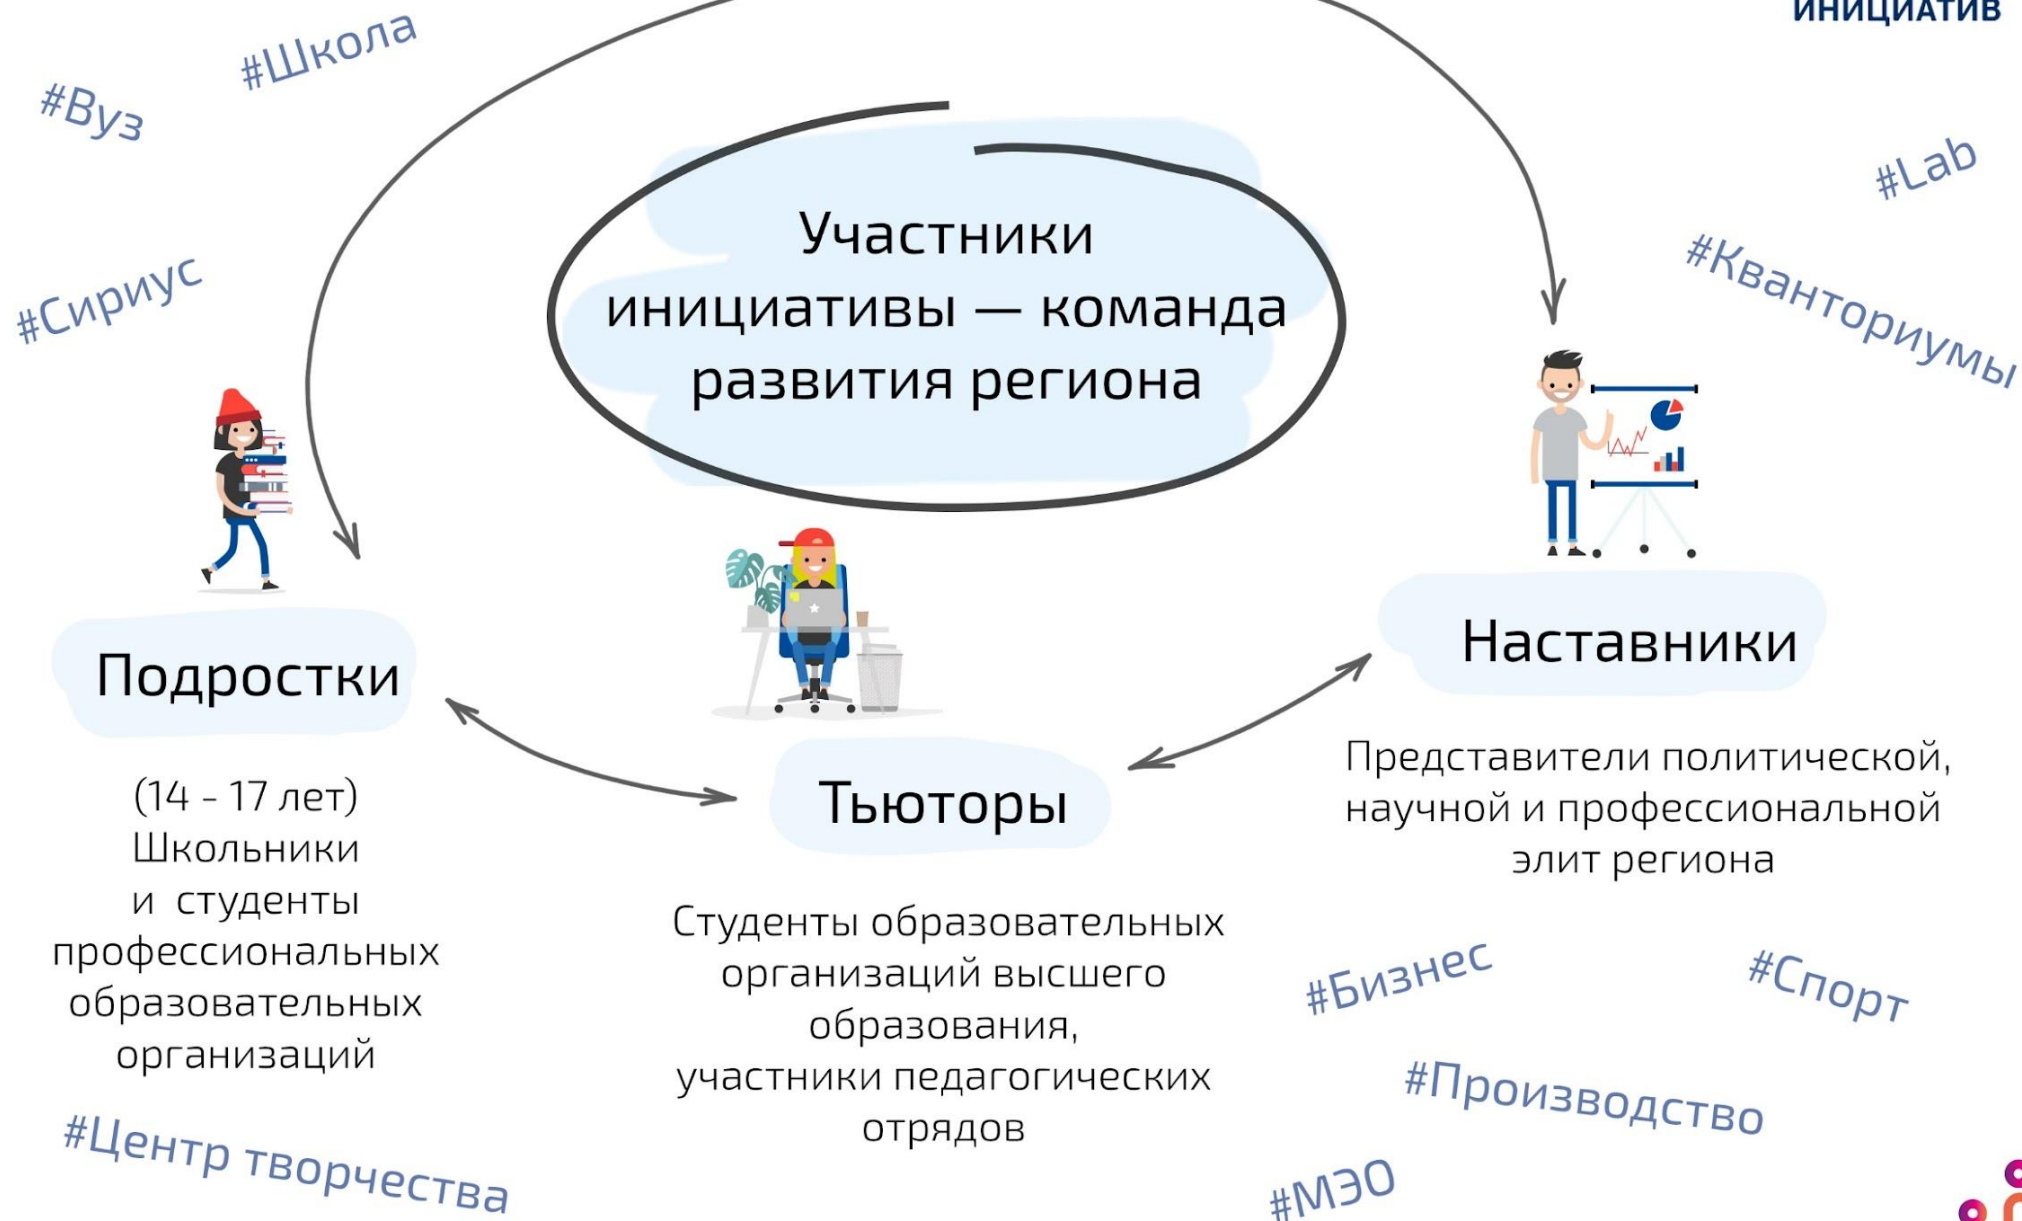 ИНИЦИАТИВ
#Школа
#Вуз
#Lab
#Сириус
#Кванториумы
Участники
инициативы — команда
развития региона
Подростки
(14 - 17 лет)
Школьники
и студенты
профессиональных
образовательных
организаций
Тьюторы
Студенты образовательных
организаций высшего
образования,
участники педагогических
отрядов
Наставники
Представители политической,
научной и профессиональной
элит региона
#Бизнес
#Спорт
#Производство
#Центр творчества
#МЭО